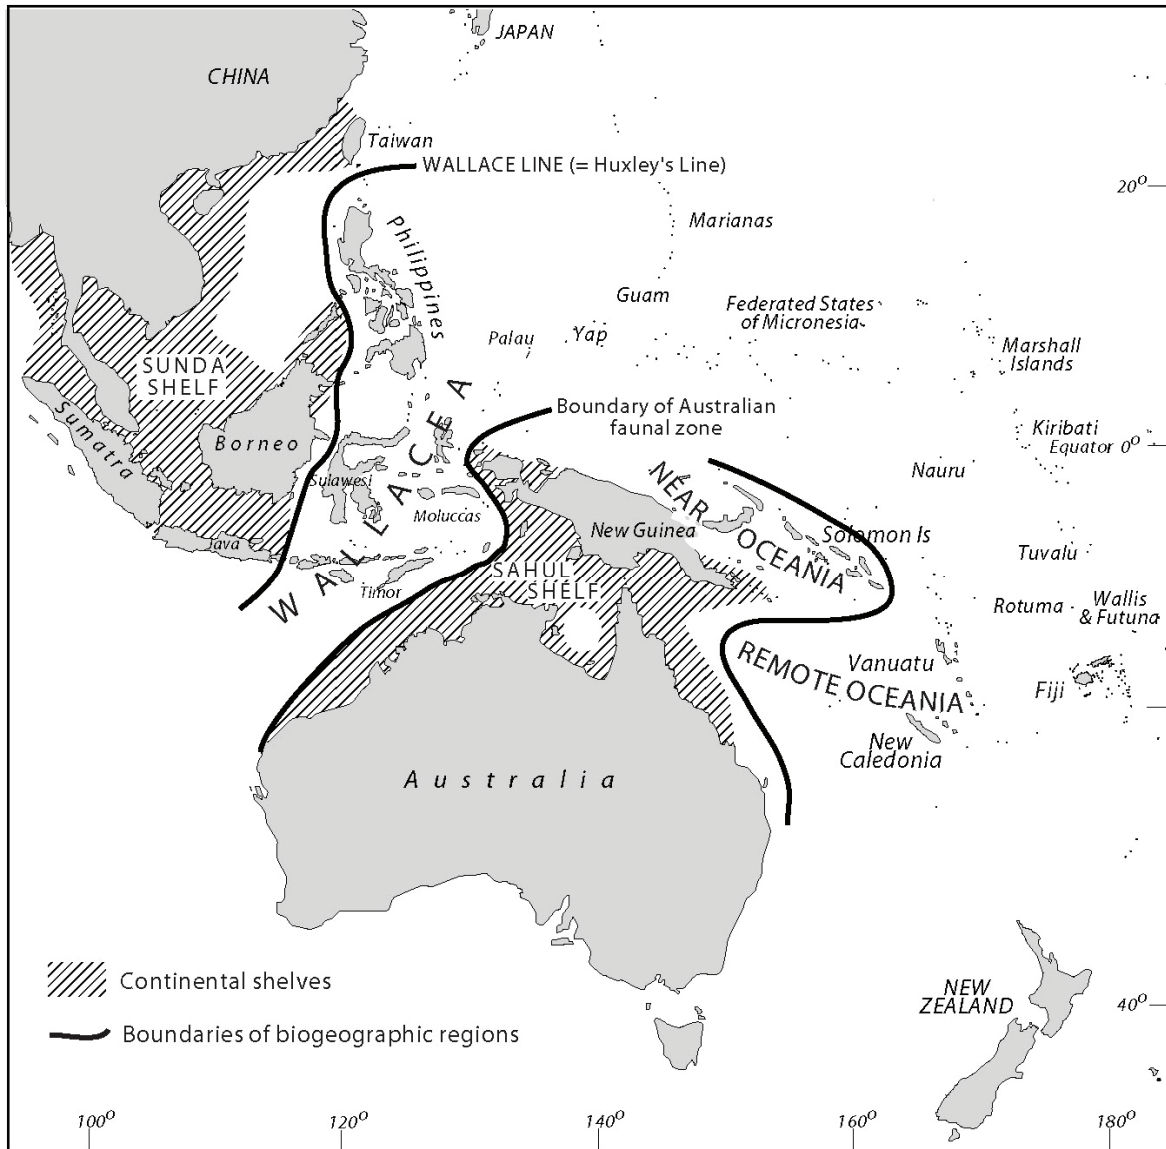 JAPAN
CHINA
Taiwan
WALLACE LINE (= Huxley's Line)
20°
Marianas
Philippines
Guam
Federated States
of Micronesia
Palau
Yap
Marshall
Islands
SUNDA
SHELF
WALLACEA
Boundary of Australian
faunal zone
Sumatra
Borneo
Kiribati
Equator 0°
Nauru
Sulawesi
Moluccas
NEAR
OCEANIA
New Guinea
Solomon Is
Java
Tuvalu
Timor
SAHUL
SHELF
Rotuma
Wallis
& Futuna
REMOTE OCEANIA
Vanuatu
Fiji
New
Caledonia
Australia
Continental shelves
NEW
ZEALAND
40°
Boundaries of biogeographic regions
100°
120°
140°
160°
180°